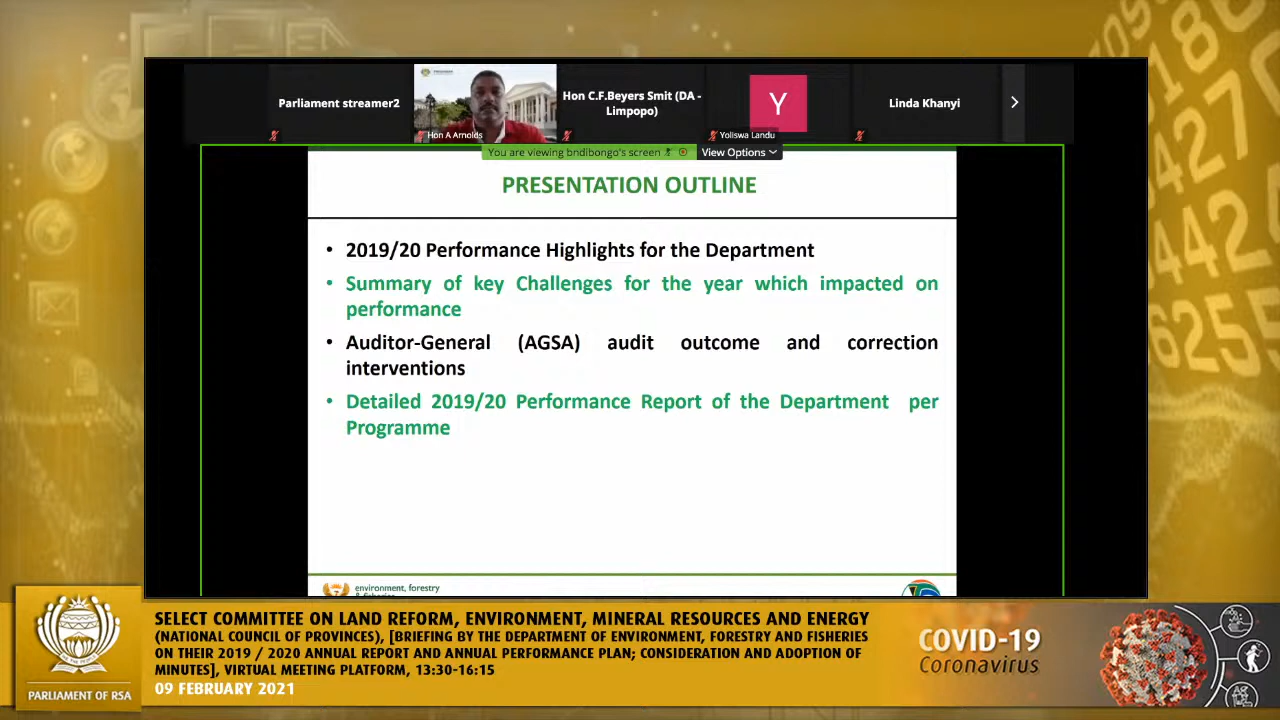 Parliament streamer2
Hon A Arnolds
Hon C.F.Beyers Smit (DA -
Limpopo)
Y
Yoliswa Landu
Linda Khanyi
You are viewing bndibongo's screen
View Options
PRESENTATION OUTLINE
• 2019/20 Performance Highlights for the Department
• Summary of key Challenges for the year which impacted on
performance
• Auditor-General (AGSA) audit outcome and correction
interventions
• Detailed 2019/20 Performance Report of the Department per
Programme
environment, forestry
& fisheries
PARLIAMENT OF RSA
SELECT COMMITTEE ON LAND REFORM, ENVIRONMENT, MINERAL RESOURCES AND ENERGY
(NATIONAL COUNCIL OF PROVINCES), [BRIEFING BY THE DEPARTMENT OF ENVIRONMENT, FORESTRY AND FISHERIES
ON THEIR 2019 / 2020 ANNUAL REPORT AND ANNUAL PERFORMANCE PLAN; CONSIDERATION AND ADOPTION OF
MINUTES], VIRTUAL MEETING PLATFORM, 13:30-16:15
09 FEBRUARY 2021
COVID-19
Coronavirus